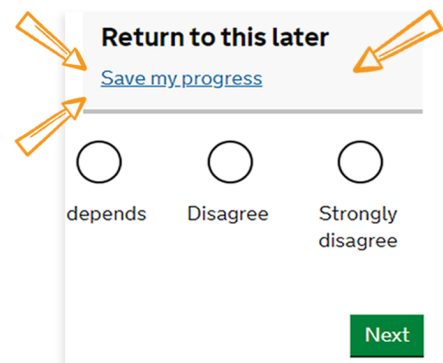 Return to this later
Save my progress
depends Disagree Strongly
disagree
Next